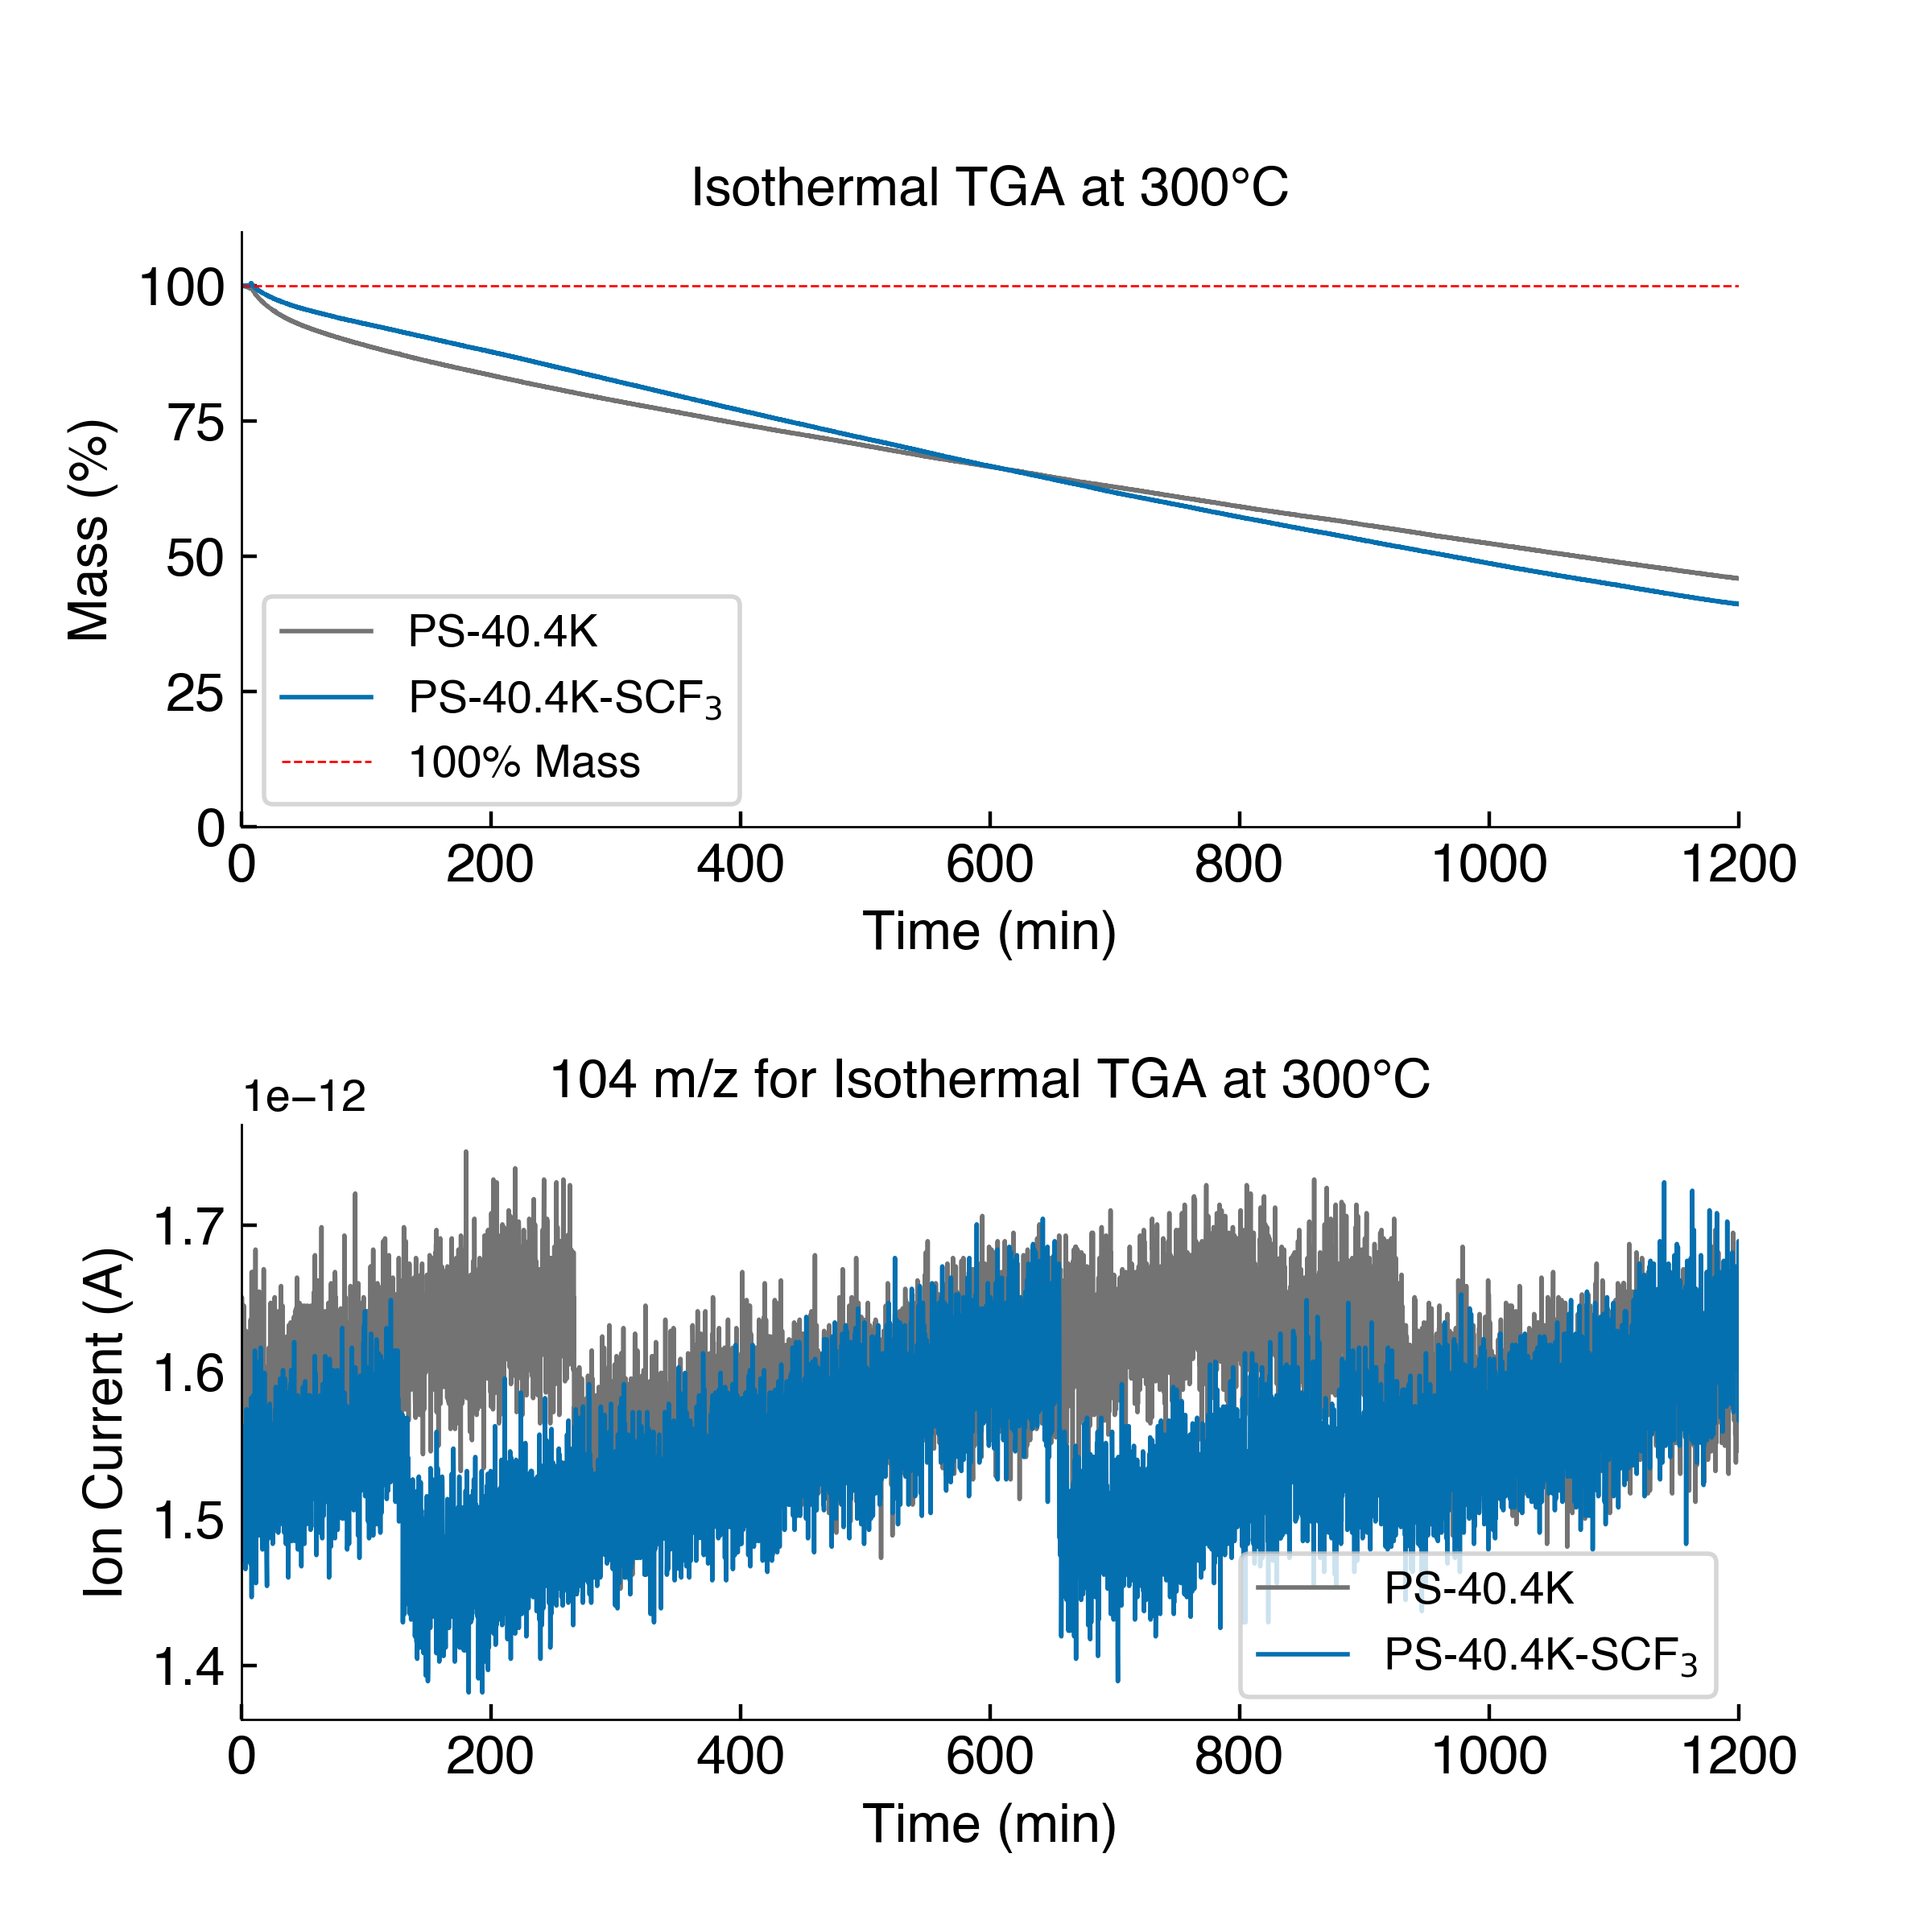 Isothermal TGA at 300°C
100
75
50
25
0
Mass (%)
PS-40.4K
PS-40.4K-SCF₃
100% Mass
0 200 400 600 800 1000 1200
Time (min)
104 m/z for Isothermal TGA at 300°C
1e−12
1.7
1.6
1.5
1.4
Ion Current (A)
PS-40.4K
PS-40.4K-SCF₃
0 200 400 600 800 1000 1200
Time (min)